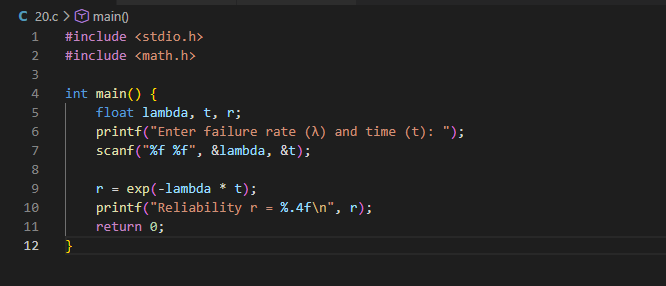 C 20.c > main()
1 #include <stdio.h>
2 #include <math.h>
3
4 int main() {
5     float lambda, t, r;
6     printf("Enter failure rate (λ) and time (t): ");
7     scanf("%f %f", &lambda, &t);
8
9     r = exp(-lambda * t);
10     printf("Reliability r = %.4f\n", r);
11     return 0;
12 }